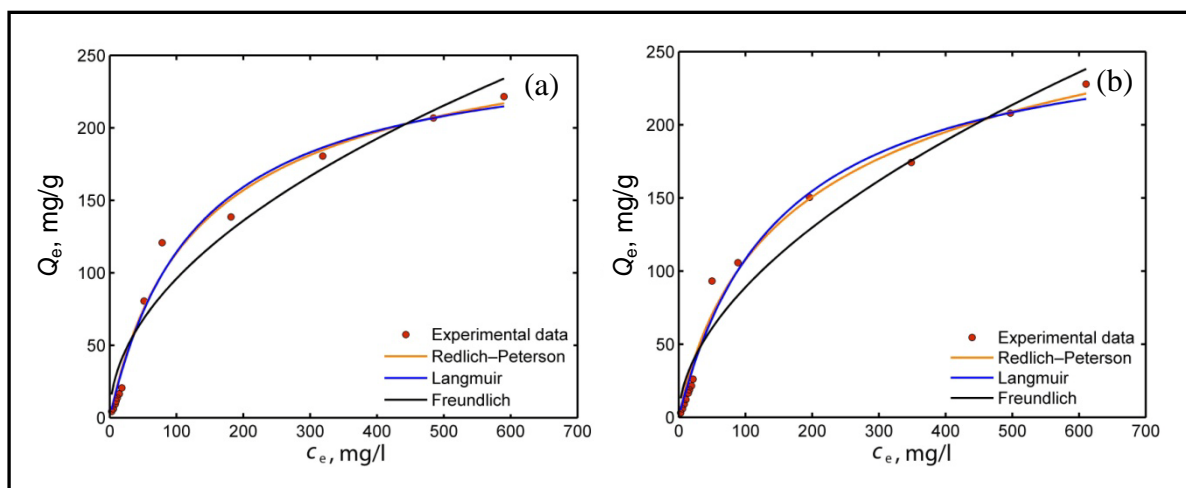 (a)
250
200
150
100
50
0
Qe, mg/g
Experimental data
Redlich–Peterson
Langmuir
Freundlich
0 100 200 300 400 500 600 700
ce, mg/l
(b)
250
200
150
100
50
0
Qe, mg/g
Experimental data
Redlich–Peterson
Langmuir
Freundlich
0 100 200 300 400 500 600 700
ce, mg/l